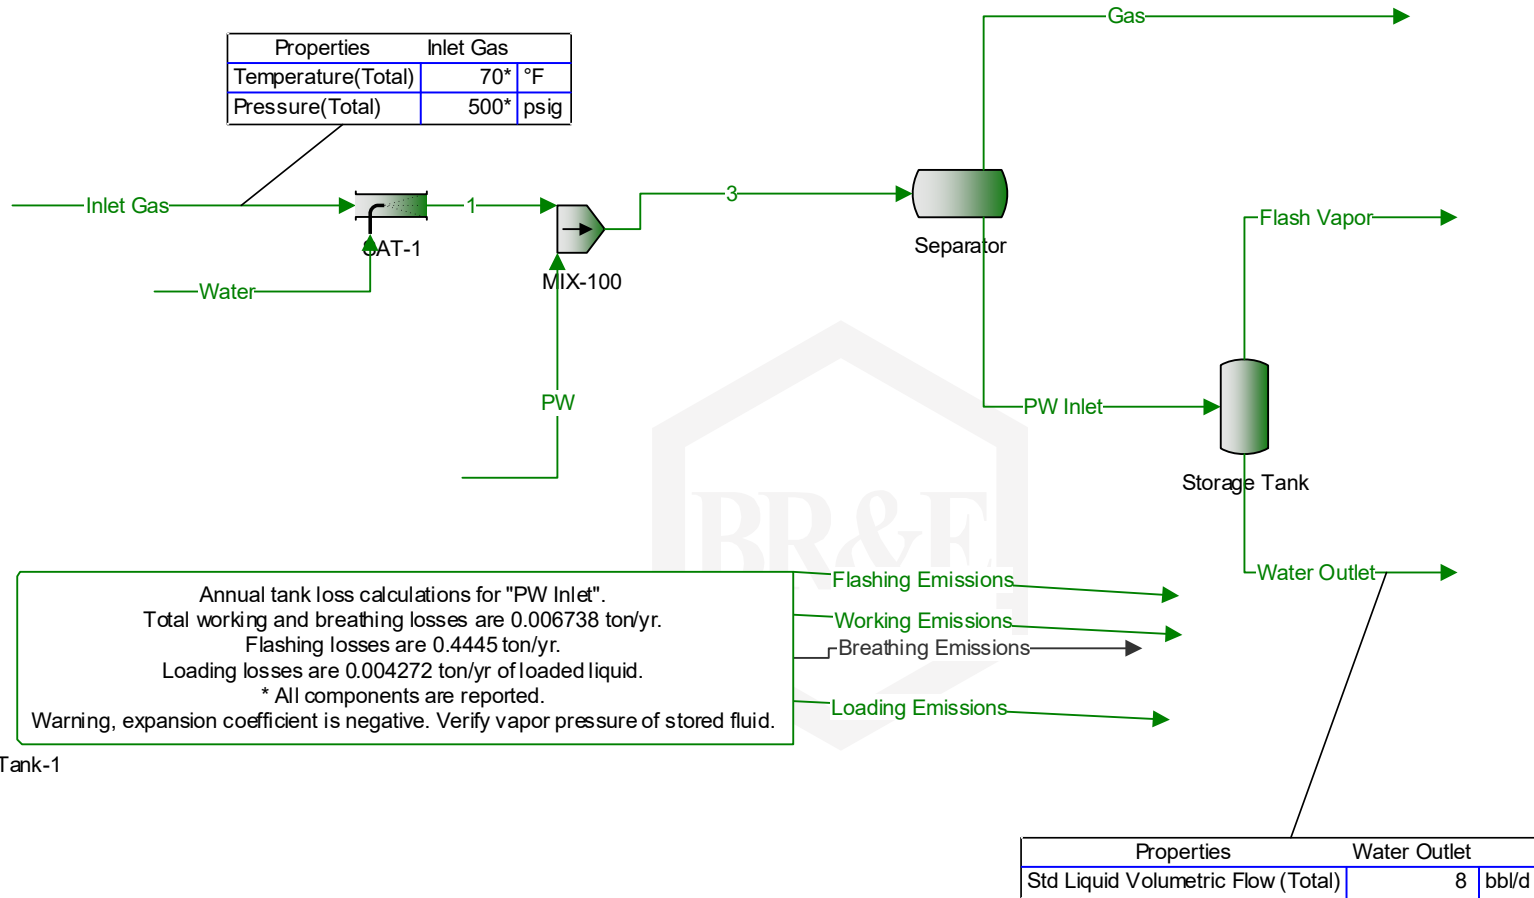 Gas
Properties Inlet Gas
Temperature(Total) 70* °F
Pressure(Total) 500* psig
Inlet Gas
1
3
SAT-1
Water
MIX-100
Separator
Flash Vapor
PW
PW Inlet
Storage Tank
BR&E
Annual tank loss calculations for "PW Inlet".
Total working and breathing losses are 0.006738 ton/yr.
Flashing losses are 0.4445 ton/yr.
Loading losses are 0.004272 ton/yr of loaded liquid.
* All components are reported.
Warning, expansion coefficient is negative. Verify vapor pressure of stored fluid.
Flashing Emissions
Working Emissions
Breathing Emissions
Loading Emissions
Water Outlet
Tank-1
Properties Water Outlet
Std Liquid Volumetric Flow (Total) 8 bbl/d